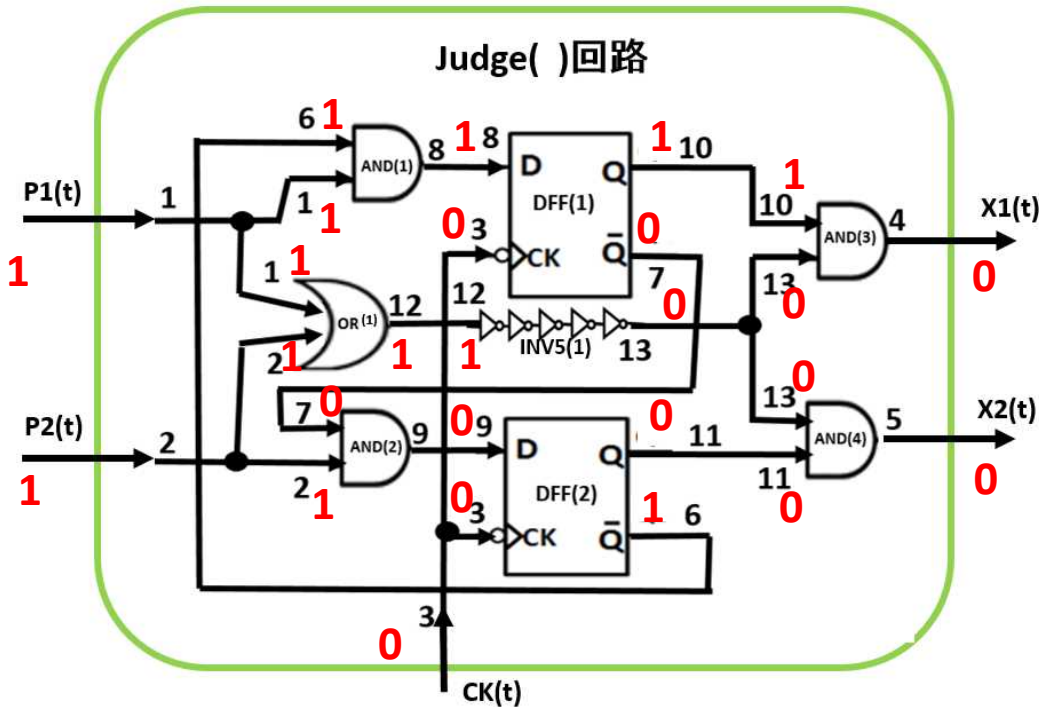 Judge( )回路
6 1
AND(1)
8 1 8
D
Q
1 10
DFF(1)
P1(t)
1
1 1
0 3
CK
Q̅
0
7
10 1
AND(3)
4
X1(t)
1
0
1 1
OR(1)
12
12
INV5(1)
13
0
13 0
2 1
1
1
7 0
AND(2)
9
0 9
D
Q
0
11
DFF(2)
13 0
AND(4)
5
X2(t)
P2(t)
2
1
2 1
0 3
CK
Q̅
1 6
11 0
0
3
0
CK(t)